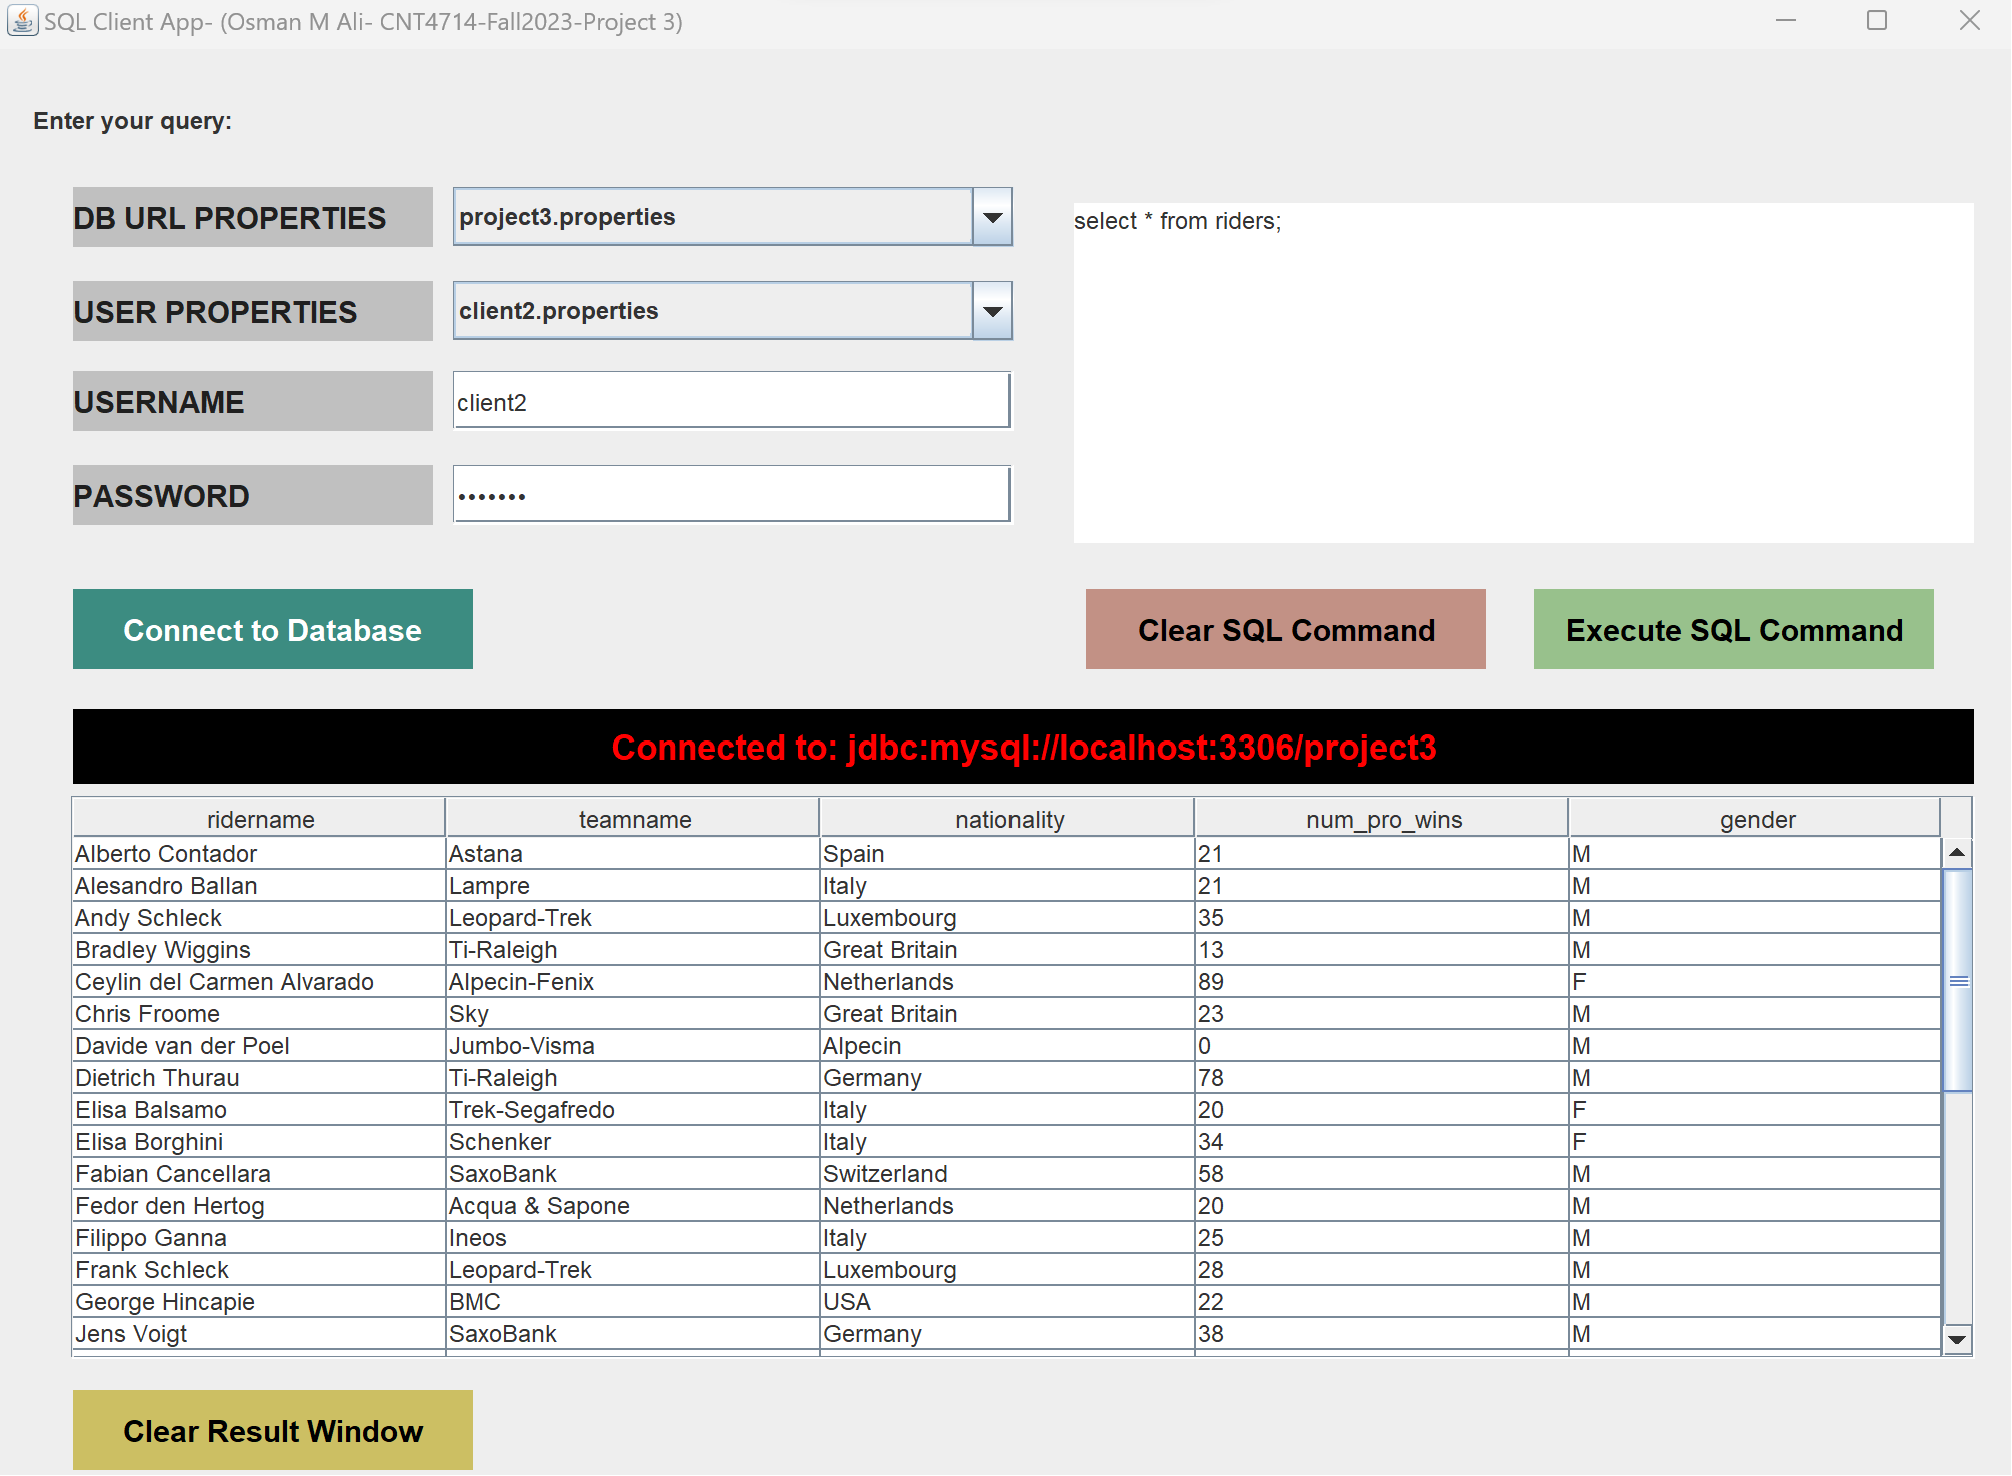 SQL Client App- (Osman M Ali- CNT4714-Fall2023-Project 3)
Enter your query:
DB URL PROPERTIES project3.properties
USER PROPERTIES client2.properties
USERNAME client2
PASSWORD •••••••
select * from riders;
Connect to Database Clear SQL Command Execute SQL Command
Connected to: jdbc:mysql://localhost:3306/project3
ridername teamname nationality num_pro_wins gender
Alberto Contador Astana Spain 21 M
Alesandro Ballan Lampre Italy 21 M
Andy Schleck Leopard-Trek Luxembourg 35 M
Bradley Wiggins Ti-Raleigh Great Britain 13 M
Ceylin del Carmen Alvarado Alpecin-Fenix Netherlands 89 F
Chris Froome Sky Great Britain 23 M
Davide van der Poel Jumbo-Visma Alpecin 0 M
Dietrich Thurau Ti-Raleigh Germany 78 M
Elisa Balsamo Trek-Segafredo Italy 20 F
Elisa Borghini Schenker Italy 34 F
Fabian Cancellara SaxoBank Switzerland 58 M
Fedor den Hertog Acqua & Sapone Netherlands 20 M
Filippo Ganna Ineos Italy 25 M
Frank Schleck Leopard-Trek Luxembourg 28 M
George Hincapie BMC USA 22 M
Jens Voigt SaxoBank Germany 38 M
Clear Result Window